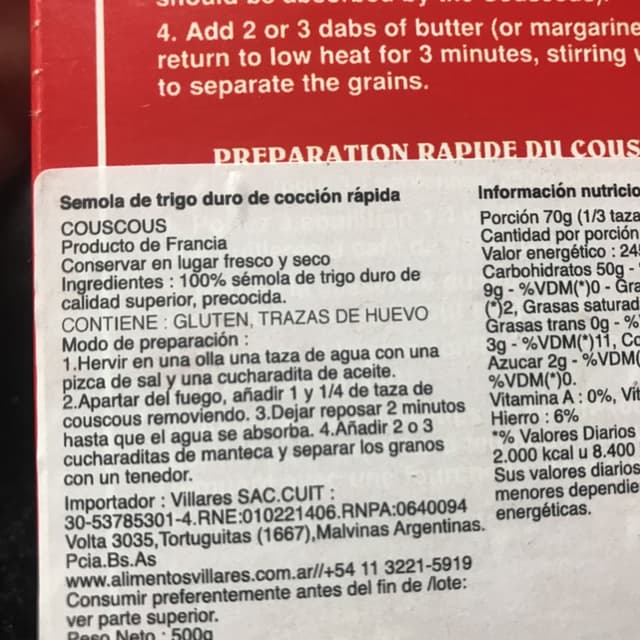 4. Add 2 or 3 dabs of butter (or margarine
return to low heat for 3 minutes, stirring
to separate the grains.
PREPARATION RAPIDE DU COUS
Semola de trigo duro de cocción rápida
COUSCOUS
Producto de Francia
Conservar en lugar fresco y seco
Ingredientes : 100% sémola de trigo duro de
calidad superior, precocida.
CONTIENE : GLUTEN, TRAZAS DE HUEVO
Modo de preparación :
1.Hervir en una olla una taza de agua con una
pizca de sal y una cucharadita de aceite.
2.Apartar del fuego, añadir 1 y 1/4 de taza de
couscous removiendo. 3.Dejar reposar 2 minutos
hasta que el agua se absorba. 4.Añadir 2 o 3
cucharaditas de manteca y separar los granos
con un tenedor.
Importador : Villares SAC.CUIT :
30-53785301-4.RNE:010221406.RNPA:0640094
Volta 3035,Tortuguitas (1667),Malvinas Argentinas.
Pcia.Bs.As
www.alimentosvillares.com.ar//+54 11 3221-5919
Consumir preferentemente antes del fin de /lote:
ver parte superior.
Peso Neto : 500g
Información nutricio
Porción 70g (1/3 taza
Cantidad por porción
Valor energético : 24
Carbohidratos 50g -
9g - %VDM(*)0 - Gra
(*)2, Grasas saturad
Grasas trans 0g - %
3g - %VDM(*)11, Co
Azucar 2g - %VDM(
%VDM(*)0.
Vitamina A : 0%, Vit
Hierro : 6%
*% Valores Diarios
2.000 kcal u 8.400
Sus valores diarios
menores dependie
energéticas.